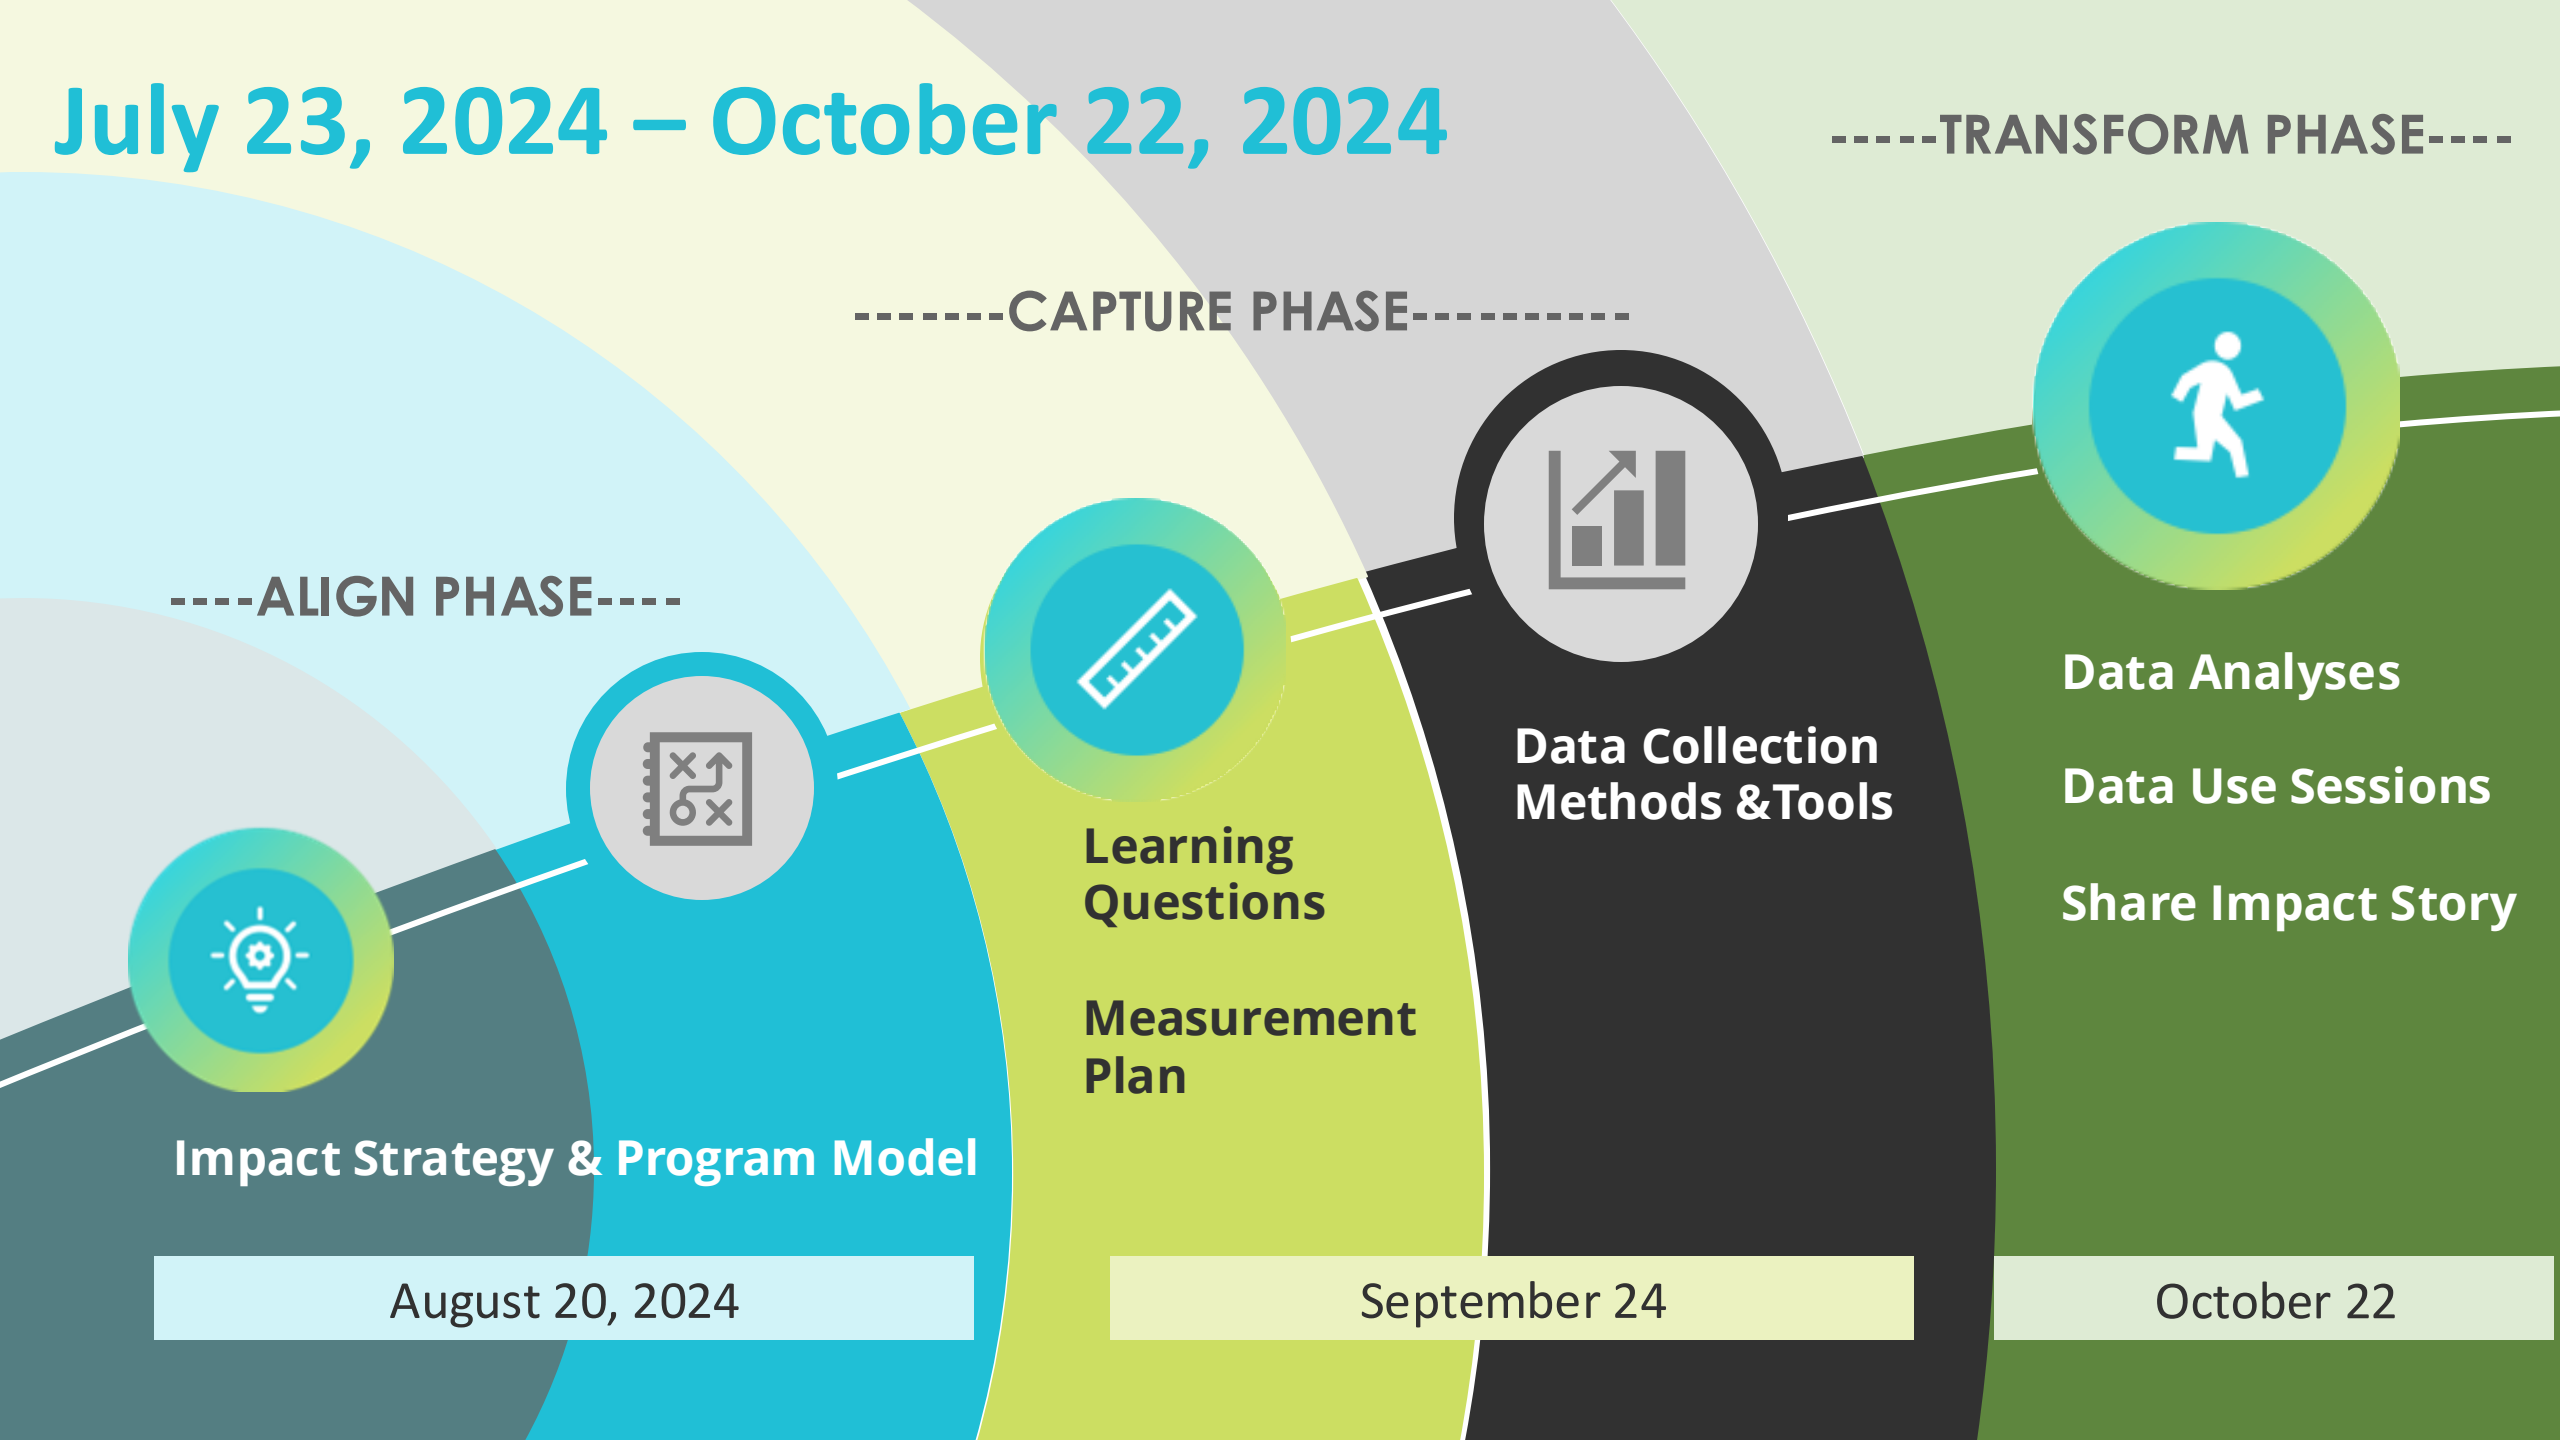 July 23, 2024 – October 22, 2024
-----TRANSFORM PHASE----
-------CAPTURE PHASE----------
----ALIGN PHASE----
Impact Strategy & Program Model
Learning
Questions
Measurement
Plan
Data Collection
Methods &Tools
Data Analyses
Data Use Sessions
Share Impact Story
August 20, 2024
September 24
October 22